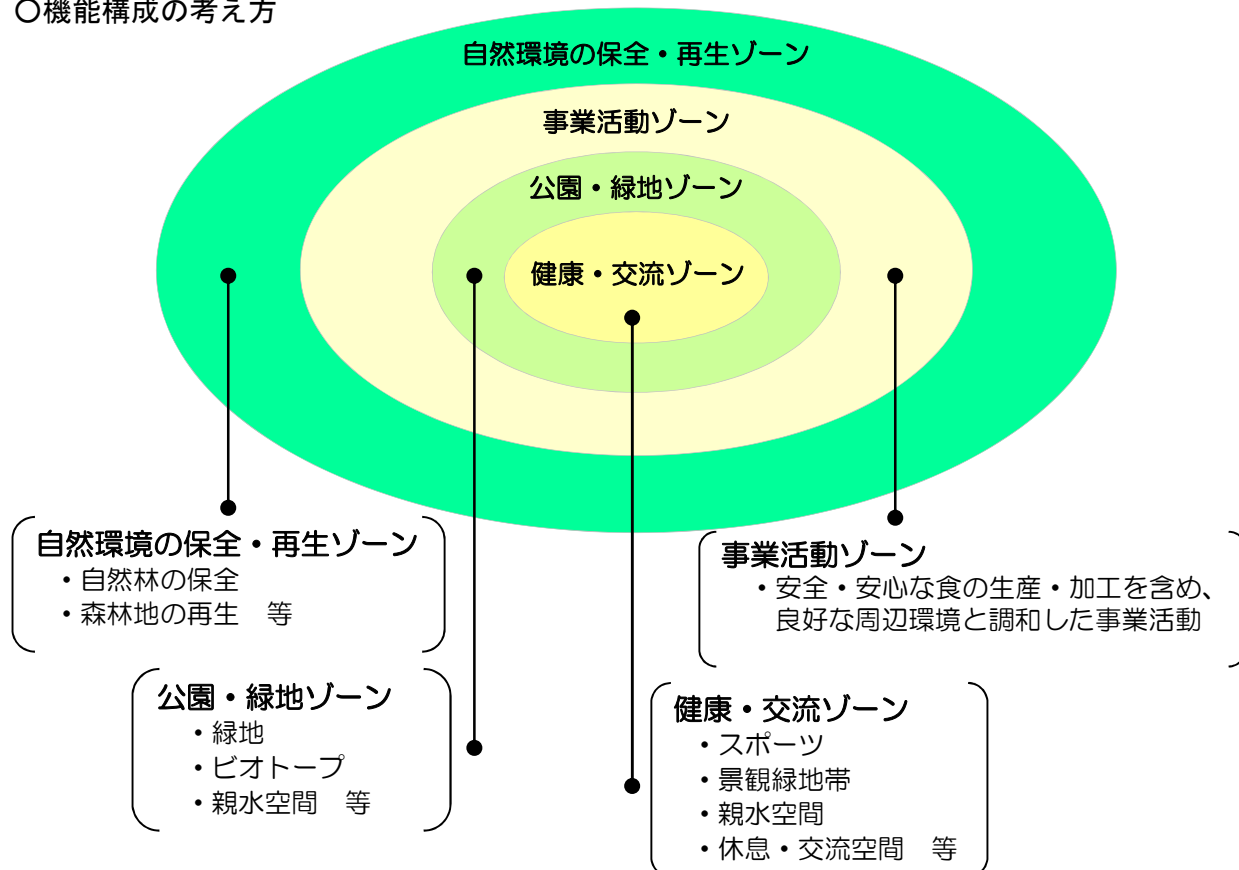 〇機能構成の考え方
自然環境の保全・再生ゾーン
事業活動ゾーン
公園・緑地ゾーン
健康・交流ゾーン
自然環境の保全・再生ゾーン
・自然林の保全
・森林地の再生　等
事業活動ゾーン
・安全・安心な食の生産・加工を含め、
良好な周辺環境と調和した事業活動
公園・緑地ゾーン
・緑地
・ビオトープ
・親水空間　等
健康・交流ゾーン
・スポーツ
・景観緑地帯
・親水空間
・休息・交流空間　等